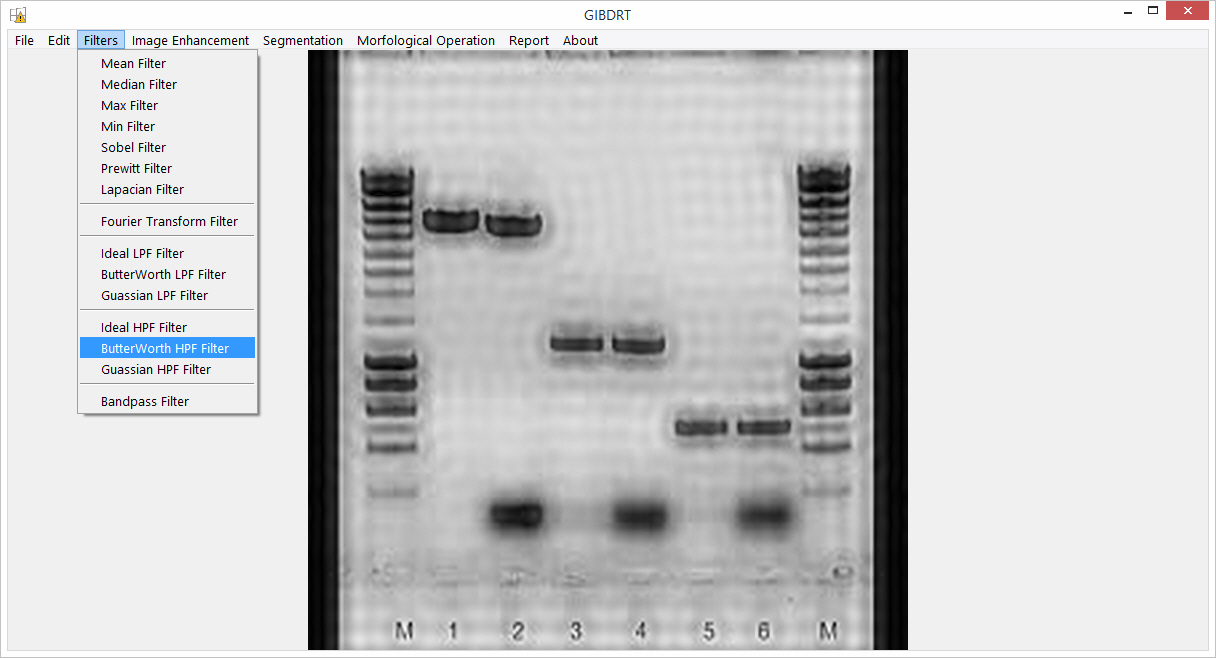 GIBDRT
File Edit Filters Image Enhancement Segmentation Morfological Operation Report About
Mean Filter
Median Filter
Max Filter
Min Filter
Sobel Filter
Prewitt Filter
Lapacian Filter
Fourier Transform Filter
Ideal LPF Filter
ButterWorth LPF Filter
Guassian LPF Filter
Ideal HPF Filter
ButterWorth HPF Filter
Guassian HPF Filter
Bandpass Filter
M 1 2 3 4 5 6 M